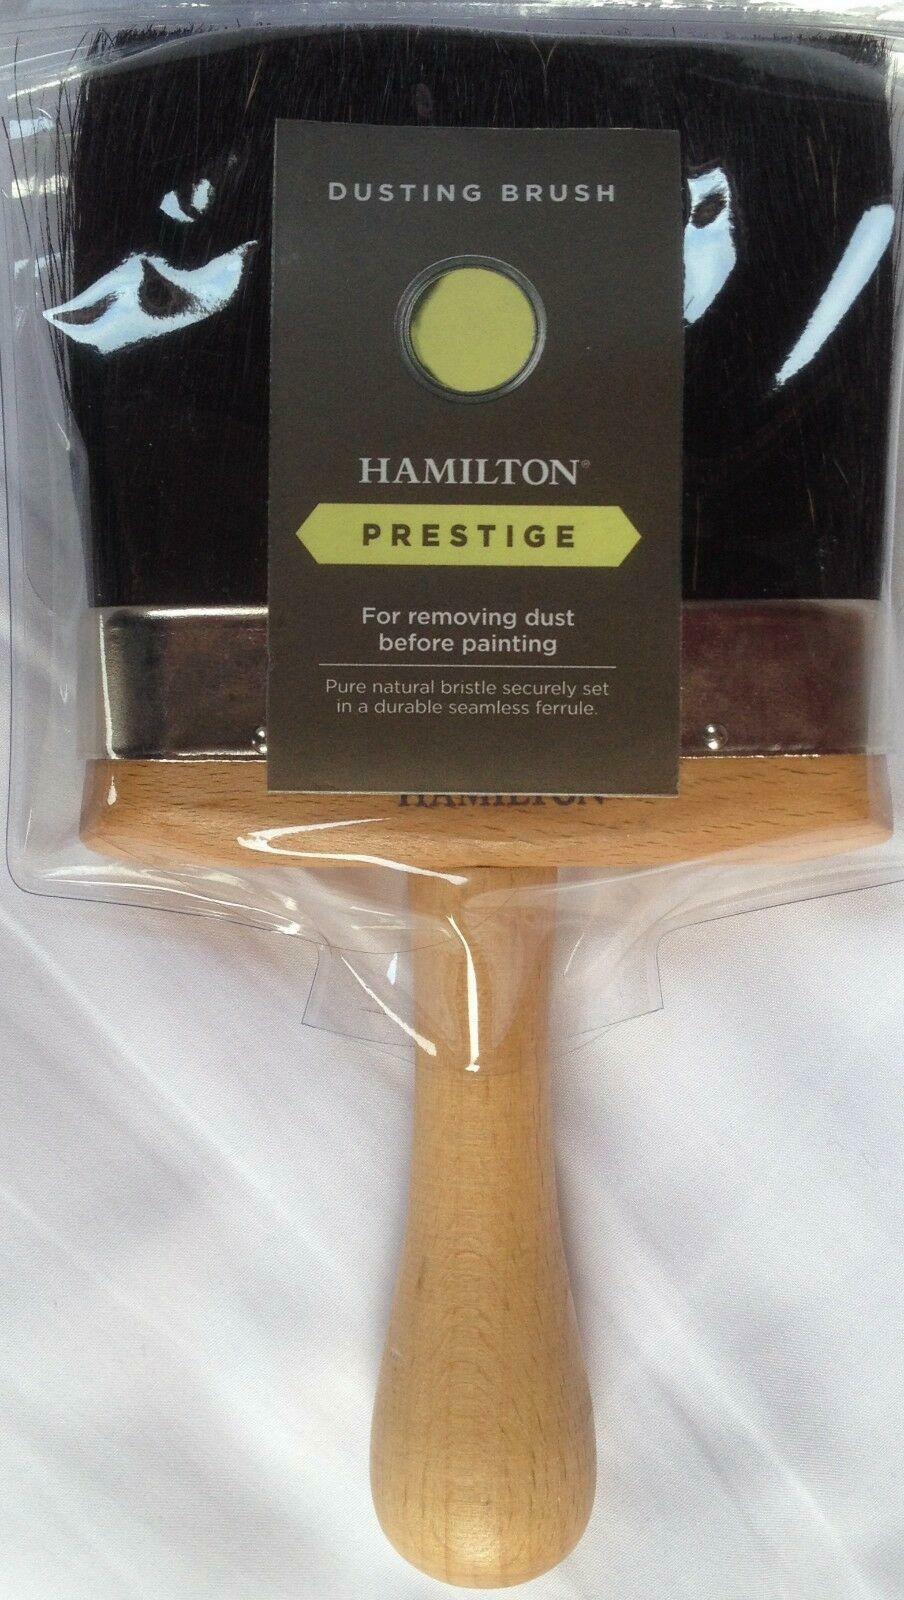 DUSTING BRUSH
HAMILTON®
PRESTIGE
For removing dust
before painting
Pure natural bristle securely set
in a durable seamless ferrule.
HAMILTON